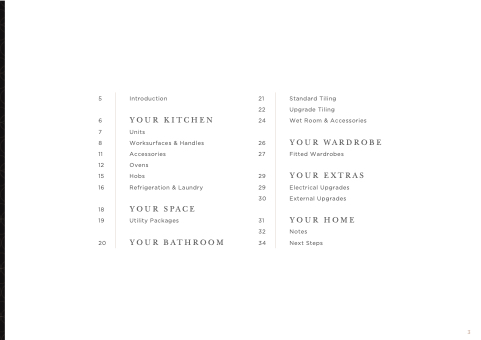 5 Introduction
6 YOUR KITCHEN
7 Units
8 Worksurfaces & Handles
11 Accessories
12 Ovens
15 Hobs
16 Refrigeration & Laundry
18 YOUR SPACE
19 Utility Packages
20 YOUR BATHROOM
21 Standard Tiling
22 Upgrade Tiling
24 Wet Room & Accessories
26 YOUR WARDROBE
27 Fitted Wardrobes
29 YOUR EXTRAS
29 Electrical Upgrades
30 External Upgrades
31 YOUR HOME
32 Notes
34 Next Steps
3